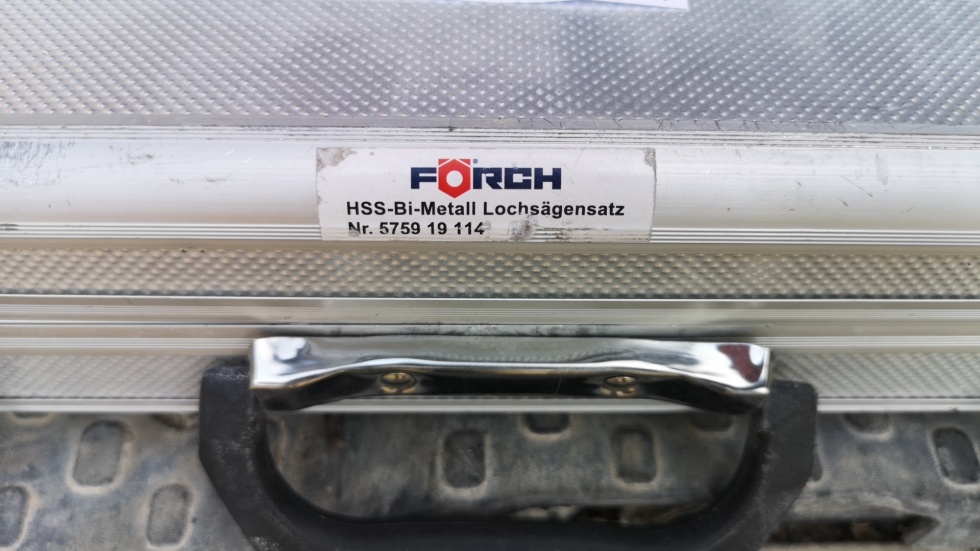 FÖRCH®
HSS-Bi-Metall Lochsägensatz
Nr. 5759 19 114